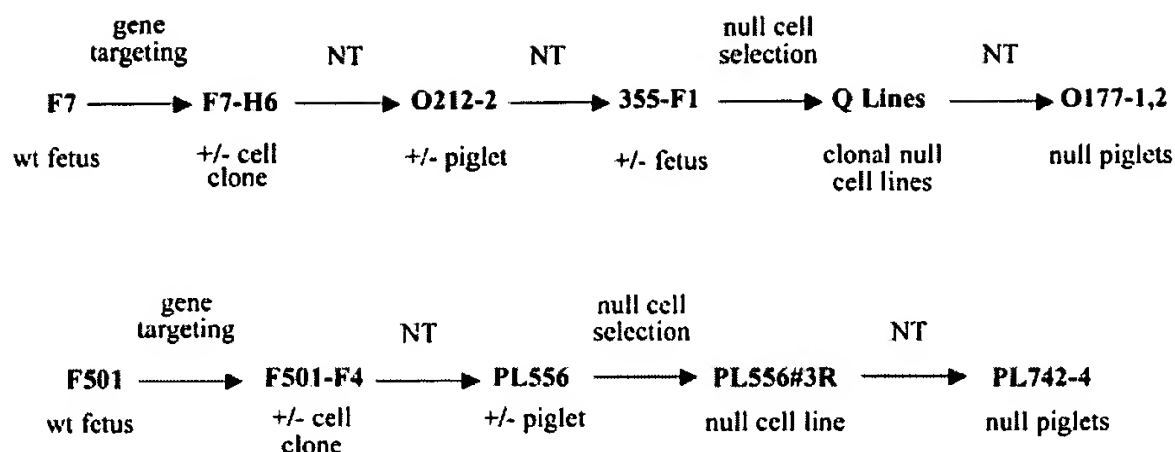 gene
targeting
NT
NT
null cell
selection
NT
F7
F7-H6
O212-2
355-F1
Q Lines
O177-1,2
wt fetus
+/- cell
clone
+/- piglet
+/- fetus
clonal null
cell lines
null piglets
gene
targeting
NT
null cell
selection
NT
F501
F501-F4
PL556
PL556#3R
PL742-4
wt fetus
+/- cell
clone
+/- piglet
null cell line
null piglets